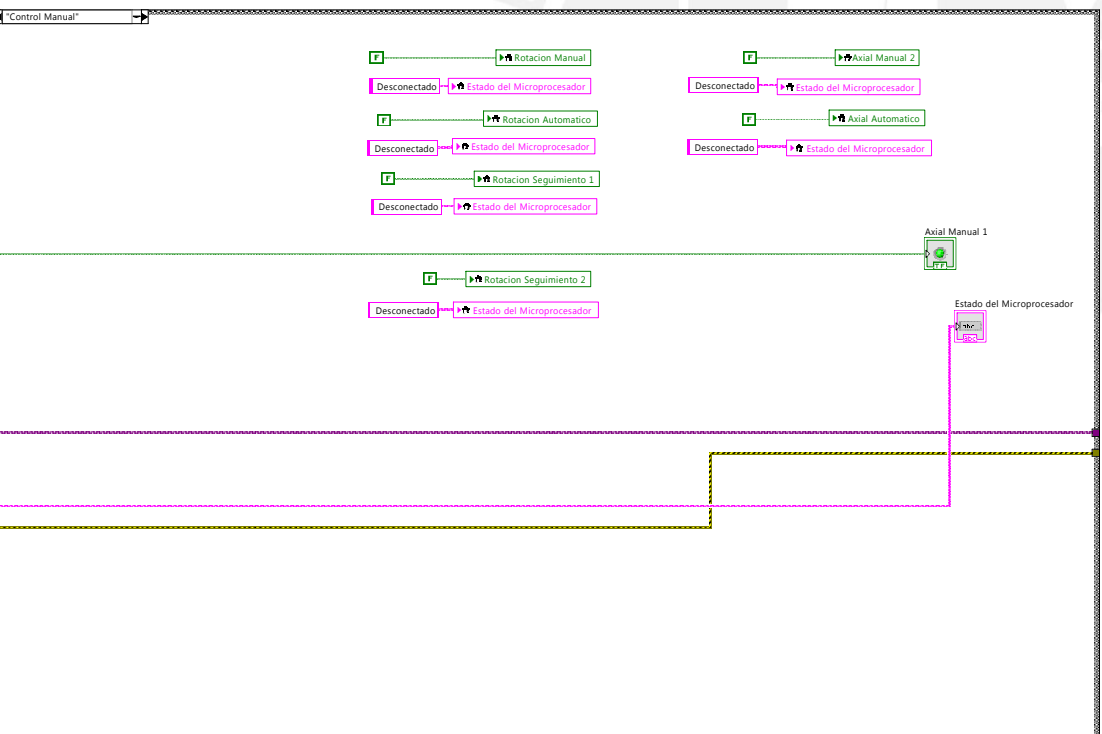 "Control Manual"
F Rotacion Manual
Desconectado Estado del Microprocesador
F Rotacion Automatico
Desconectado Estado del Microprocesador
F Rotacion Seguimiento 1
Desconectado Estado del Microprocesador
F Axial Manual 2
Desconectado Estado del Microprocesador
F Axial Automatico
Desconectado Estado del Microprocesador
Axial Manual 1
TF
F Rotacion Seguimiento 2
Desconectado Estado del Microprocesador
Estado del Microprocesador
abc
abc